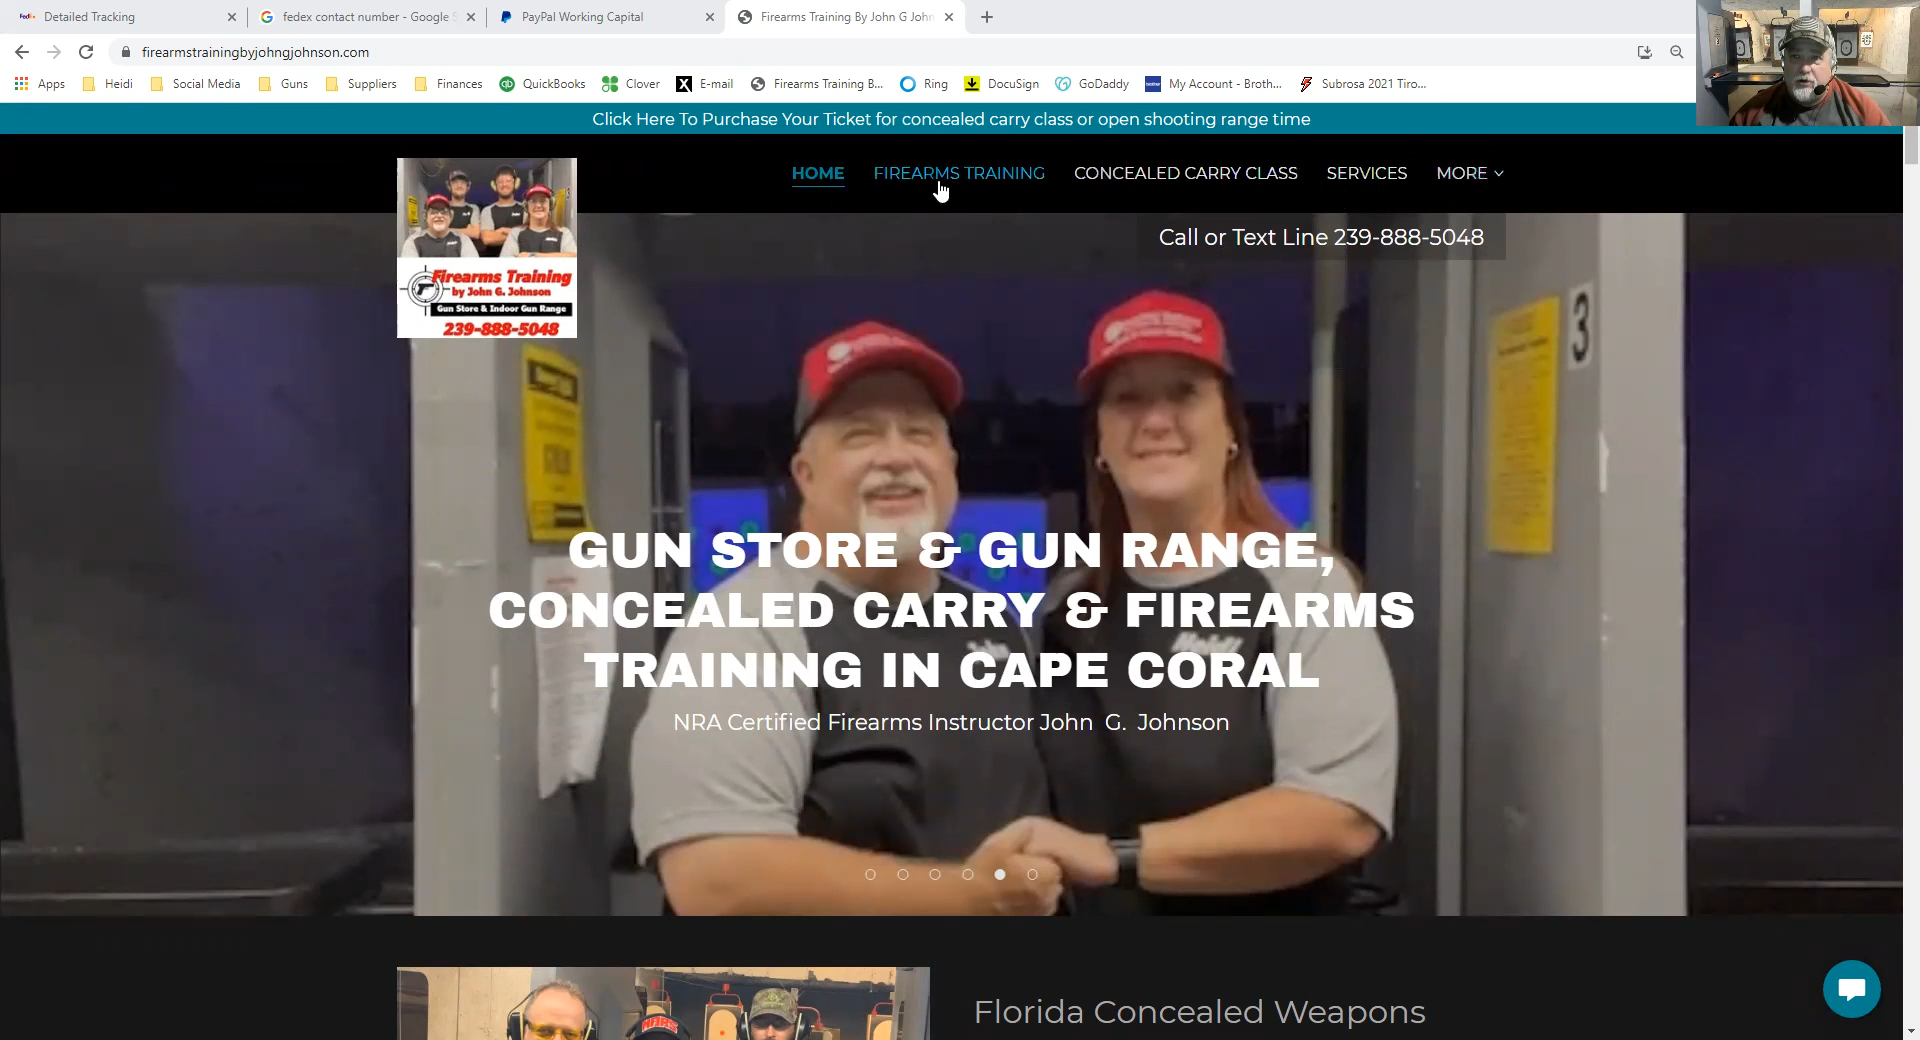 Detailed Tracking
fedex contact number - Google S
PayPal Working Capital
Firearms Training By John G John
firearmstrainingbyjohngjohnson.com
Apps
Heidi
Social Media
Guns
Suppliers
Finances
QuickBooks
Clover
E-mail
Firearms Training B...
Ring
DocuSign
GoDaddy
My Account - Broth...
Subrosa 2021 Tiro...
Click Here To Purchase Your Ticket for concealed carry class or open shooting range time
HOME
FIREARMS TRAINING
CONCEALED CARRY CLASS
SERVICES
MORE
Call or Text Line 239-888-5048
Firearms Training
by John G. Johnson
Gun Store & Indoor Gun Range
239-888-5048
3
GUN STORE & GUN RANGE,
CONCEALED CARRY & FIREARMS
TRAINING IN CAPE CORAL
NRA Certified Firearms Instructor John G. Johnson
Florida Concealed Weapons